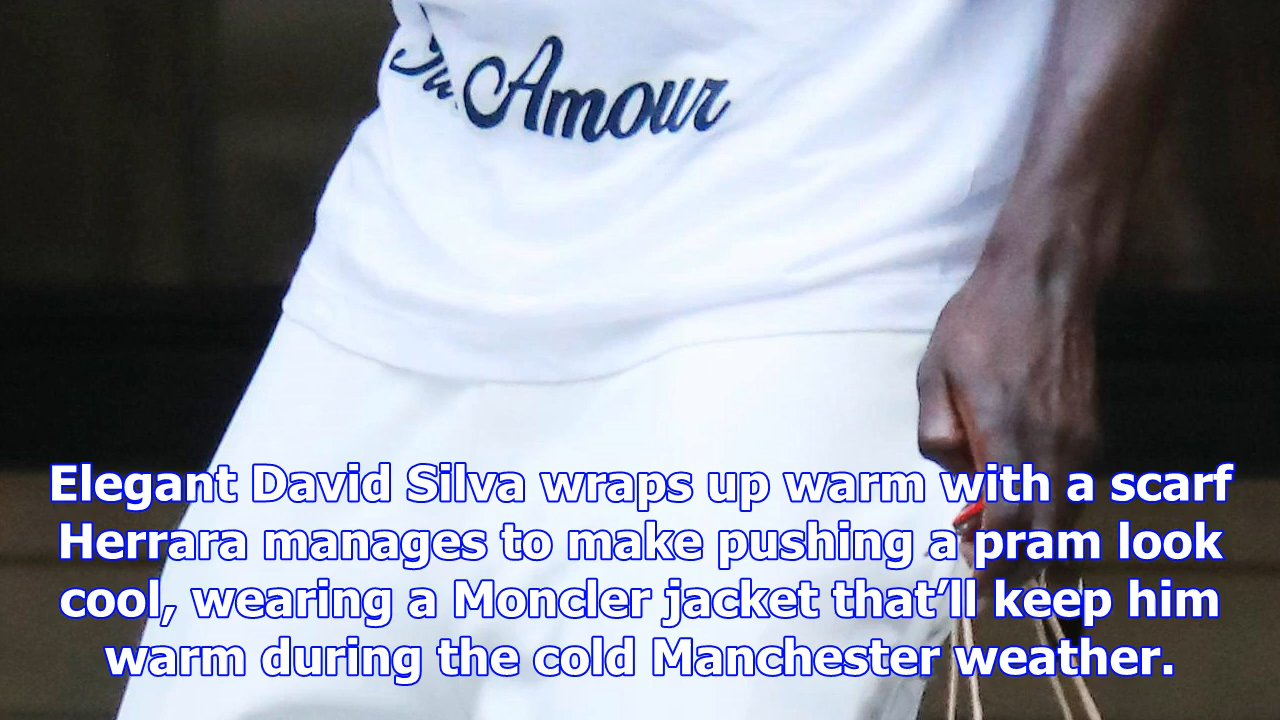 Amour
Elegant David Silva wraps up warm with a scarf
Herrara manages to make pushing a pram look
cool, wearing a Moncler jacket that’ll keep him
warm during the cold Manchester weather.